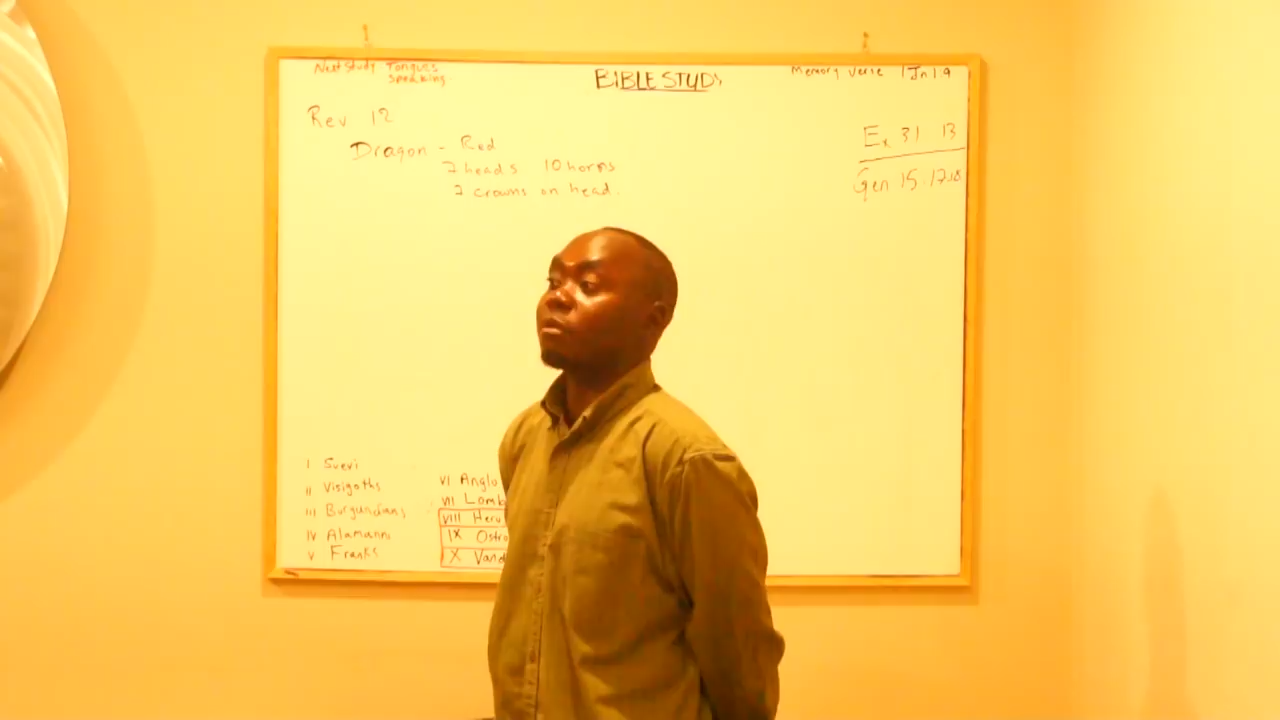 Next Study Tongues
Speaking
BIBLE STUDY
Memory Verse 1 Jn 1 9
Rev 12
Dragon - Red
7 heads 10 horns
7 crowns on head.
Ex 31 13
Gen 15:17,18
I Suevi
II Visigoths
III Burgundians
IV Alamanni
V Franks
VI Anglo
VII Lomb
VIII Heru
IX Ostro
X Vand